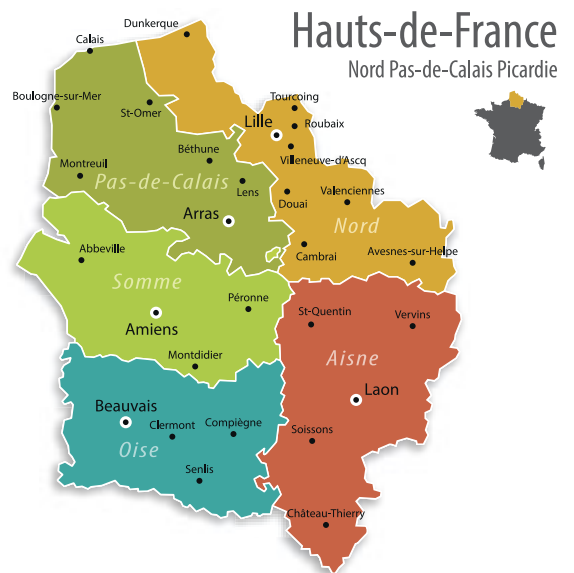 Hauts-de-France
Nord Pas-de-Calais Picardie
Dunkerque
Calais
Boulogne-sur-Mer
St-Omer
Tourcoing
Lille
Roubaix
Villeneuve-d'Ascq
Béthune
Montreuil
Pas-de-Calais
Lens
Douai
Valenciennes
Arras
Nord
Cambrai
Avesnes-sur-Helpe
Abbeville
Somme
Péronne
Amiens
St-Quentin
Vervins
Montdidier
Aisne
Laon
Beauvais
Clermont
Compiègne
Oise
Soissons
Senlis
Château-Thierry